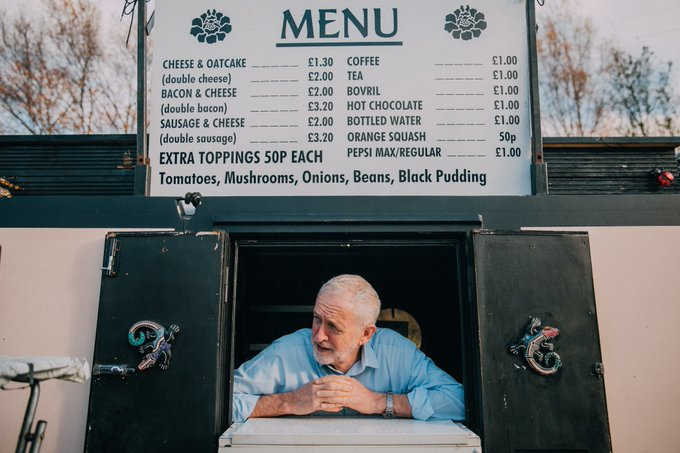 MENU
CHEESE & OATCAKE £1.30
(double cheese) £2.00
BACON & CHEESE £2.00
(double bacon) £3.20
SAUSAGE & CHEESE £2.00
(double sausage) £3.20
EXTRA TOPPINGS 50P EACH
COFFEE £1.00
TEA £1.00
BOVRIL £1.00
HOT CHOCOLATE £1.00
BOTTLED WATER £1.00
ORANGE SQUASH 50p
PEPSI MAX/REGULAR £1.00
Tomatoes, Mushrooms, Onions, Beans, Black Pudding